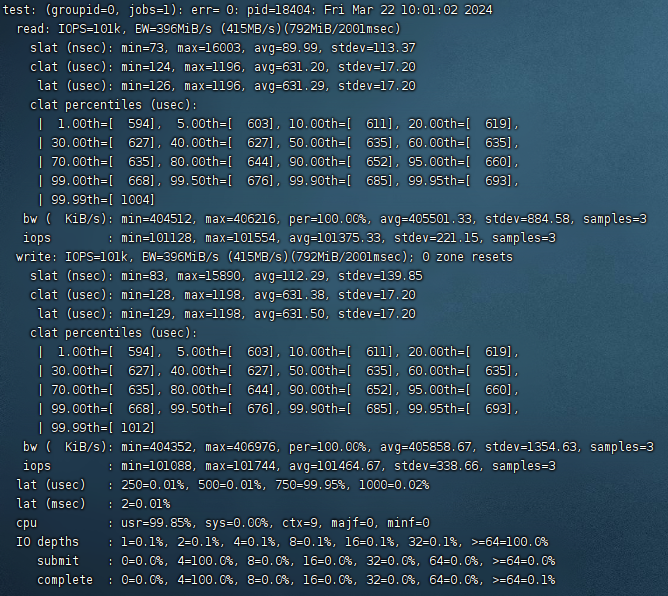 test: (groupid=0, jobs=1): err= 0: pid=18404: Fri Mar 22 10:01:02 2024
read: IOPS=101k, EW=396MiB/s (415MB/s)(792MiB/2001msec)
slat (nsec): min=73, max=16003, avg=89.99, stdev=113.37
clat (usec): min=124, max=1196, avg=631.20, stdev=17.20
lat (usec): min=126, max=1196, avg=631.29, stdev=17.20
clat percentiles (usec):
|  1.00th=[  594],  5.00th=[  603], 10.00th=[  611], 20.00th=[  619],
| 30.00th=[  627], 40.00th=[  627], 50.00th=[  635], 60.00th=[  635],
| 70.00th=[  635], 80.00th=[  644], 90.00th=[  652], 95.00th=[  660],
| 99.00th=[  668], 99.50th=[  676], 99.90th=[  685], 99.95th=[  693],
| 99.99th=[ 1004]
bw (  KiB/s): min=404512, max=406216, per=100.00%, avg=405501.33, stdev=884.58, samples=3
iops        : min=101128, max=101554, avg=101375.33, stdev=221.15, samples=3
write: IOPS=101k, EW=396MiB/s (415MB/s)(792MiB/2001msec); 0 zone resets
slat (nsec): min=83, max=15890, avg=112.29, stdev=139.85
clat (usec): min=128, max=1198, avg=631.38, stdev=17.20
lat (usec): min=129, max=1198, avg=631.50, stdev=17.20
clat percentiles (usec):
|  1.00th=[  594],  5.00th=[  603], 10.00th=[  611], 20.00th=[  619],
| 30.00th=[  627], 40.00th=[  627], 50.00th=[  635], 60.00th=[  635],
| 70.00th=[  635], 80.00th=[  644], 90.00th=[  652], 95.00th=[  660],
| 99.00th=[  668], 99.50th=[  676], 99.90th=[  685], 99.95th=[  693],
| 99.99th=[ 1012]
bw (  KiB/s): min=404352, max=406976, per=100.00%, avg=405858.67, stdev=1354.63, samples=3
iops        : min=101088, max=101744, avg=101464.67, stdev=338.66, samples=3
lat (usec)   : 250=0.01%, 500=0.01%, 750=99.95%, 1000=0.02%
lat (msec)   : 2=0.01%
cpu          : usr=99.85%, sys=0.00%, ctx=9, majf=0, minf=0
IO depths    : 1=0.1%, 2=0.1%, 4=0.1%, 8=0.1%, 16=0.1%, 32=0.1%, >=64=100.0%
submit    : 0=0.0%, 4=100.0%, 8=0.0%, 16=0.0%, 32=0.0%, 64=0.0%, >=64=0.0%
complete  : 0=0.0%, 4=100.0%, 8=0.0%, 16=0.0%, 32=0.0%, 64=0.0%, >=64=0.1%